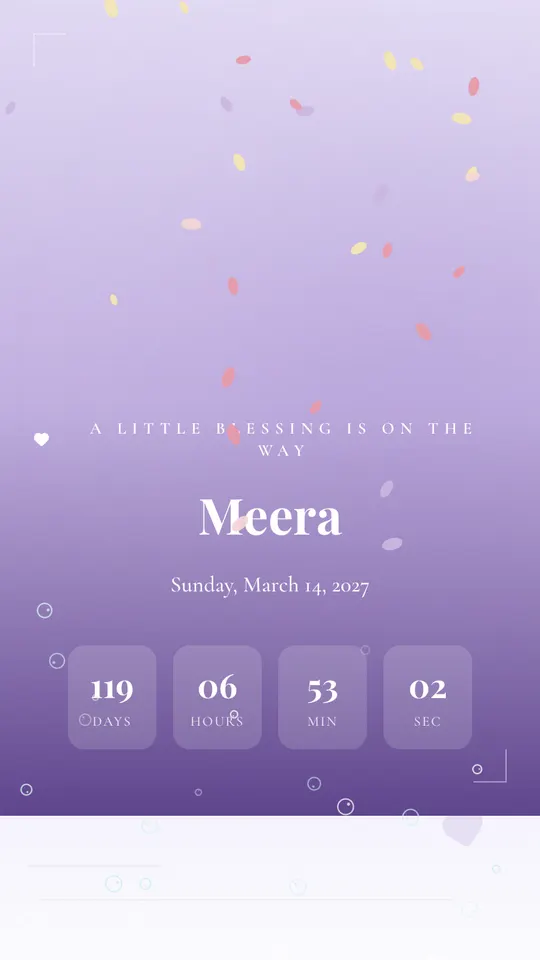 A LITTLE BLESSING IS ON THE
WAY
Meera
Sunday, March 14, 2027
119 06 53 02
DAYS HOURS MIN SEC